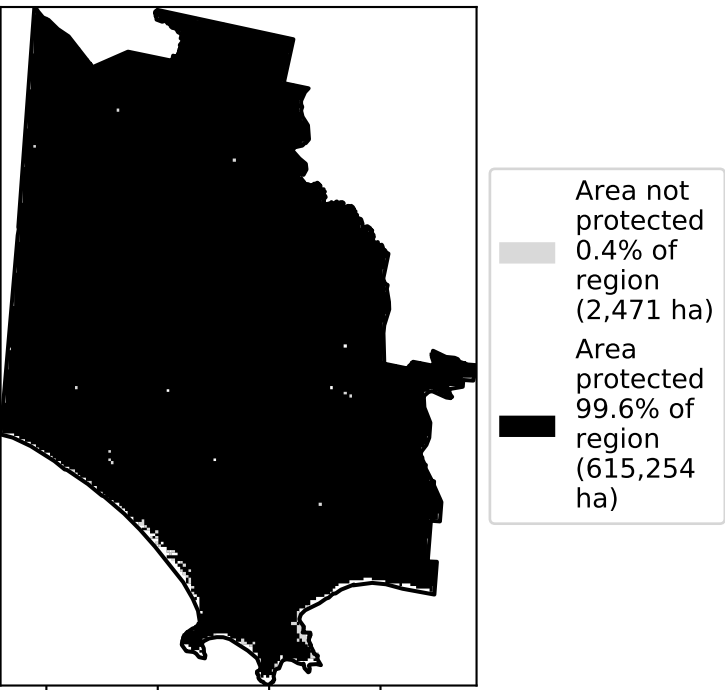 Area not
protected
0.4% of
region
(2,471 ha)
Area
protected
99.6% of
region
(615,254
ha)